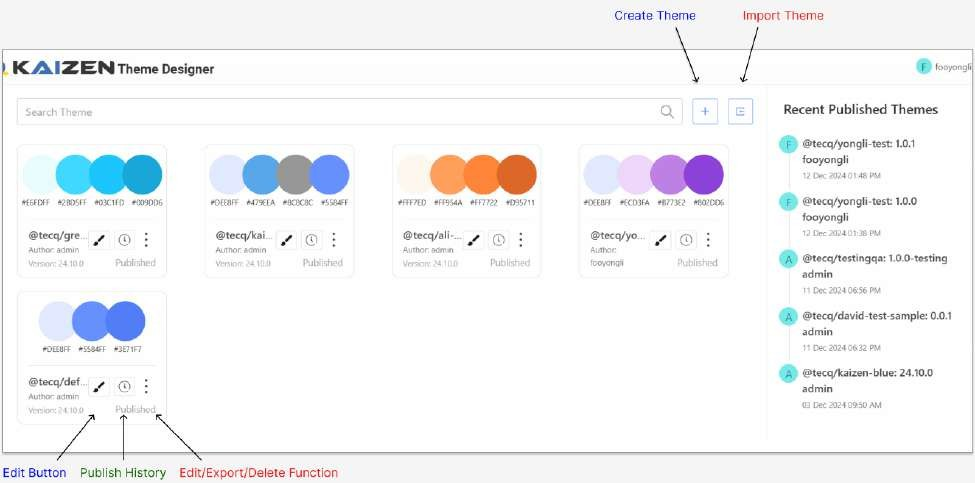 Create Theme
Import Theme
KAIZEN Theme Designer
F fooyongli
Search Theme
#E6FDFF #28D5FF #03C1FD #009DD6
@tecq/gre...
Author: admin
Version: 24.10.0
Published
#DEE8FF #479EEA #8C8C8C #5584FF
@tecq/kai...
Author: admin
Version: 24.10.0
Published
#FFF7ED #FF954A #FF7722 #D95711
@tecq/ali-...
Author: admin
Version: 24.10.0
Published
#DEE8FF #ECD3FA #B773E2 #802DD6
@tecq/yo...
Author:
fooyongli
Published
#DEE8FF #5584FF #3E71F7
@tecq/def...
Author: admin
Version: 24.10.0
Published
Recent Published Themes
F @tecq/yongli-test: 1.0.1
fooyongli
12 Dec 2024 01:48 PM
F @tecq/yongli-test: 1.0.0
fooyongli
12 Dec 2024 01:38 PM
A @tecq/testingqa: 1.0.0-testing
admin
11 Dec 2024 06:56 PM
A @tecq/david-test-sample: 0.0.1
admin
11 Dec 2024 06:32 PM
A @tecq/kaizen-blue: 24.10.0
admin
03 Dec 2024 09:50 AM
Edit Button
Publish History
Edit/Export/Delete Function